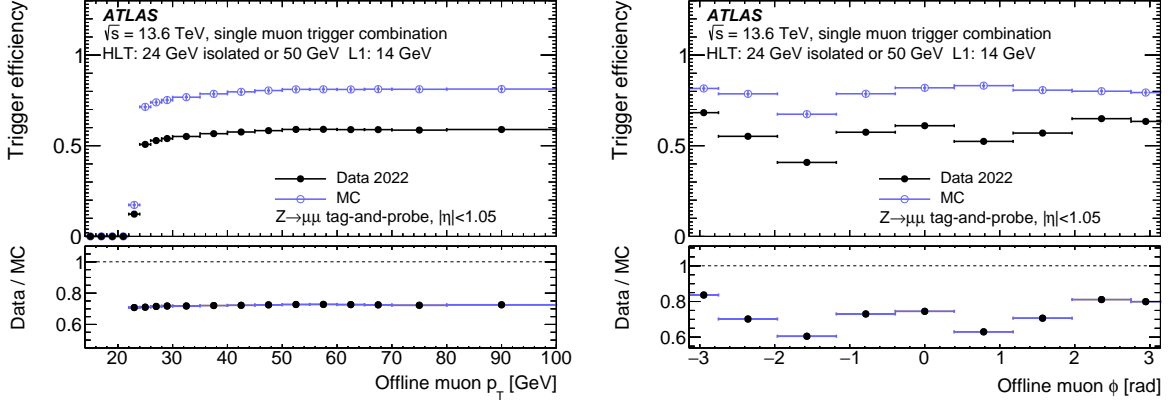 ATLAS
√s = 13.6 TeV, single muon trigger combination
HLT: 24 GeV isolated or 50 GeV L1: 14 GeV
Trigger efficiency
1
0.5
0
Data 2022
MC
Z→μμ tag-and-probe, |η|<1.05
Data / MC
1
0.8
0.6
20 30 40 50 60 70 80 90 100
Offline muon p_T [GeV]
ATLAS
√s = 13.6 TeV, single muon trigger combination
HLT: 24 GeV isolated or 50 GeV L1: 14 GeV
Trigger efficiency
1
0.5
0
Data 2022
MC
Z→μμ tag-and-probe, |η|<1.05
Data / MC
1
0.8
0.6
−3 −2 −1 0 1 2 3
Offline muon ϕ [rad]